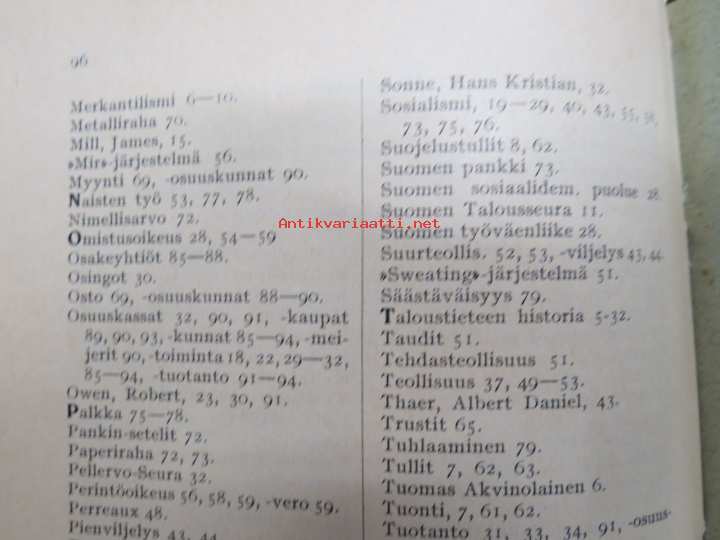 96
Merkantilismi 6—10.
Metalliraha 70.
Mill, James, 15.
»Mir»-järjestelmä 56.
Myynti 69, -osuuskunnat 90.
Naisten työ 53, 77, 78.
Nimellisarvo 72.
Omistusoikeus 28, 54—59
Osakeyhtiöt 85—88.
Osingot 30.
Osto 69, -osuuskunnat 88—90.
Osuuskassat 32, 90, 91, -kaupat
89, 90, 93, -kunnat 85—94, -mei-
jerit 90, -toiminta 18, 22, 29—32,
85—94, -tuotanto 91—94.
Owen, Robert, 23, 30, 91.
Palkka 75—78.
Pankin-setelit 72.
Paperiraha 72, 73.
Pellervo-Seura 32.
Perintöoikeus 56, 58, 59, -vero 59.
Perreaux 48.
Pienviljelys 43, 44
Sonne, Hans Kristian, 32.
Sosialismi, 19—29, 40, 43, 55, 58,
73, 75, 76.
Suojelustullit 8, 62.
Suomen pankki 73.
Suomen sosiaalidem. puolue 28.
Suomen Talousseura 11.
Suomen työväenliike 28.
Suurteollis. 52, 53, -viljelys 43, 44.
»Sweating»-järjestelmä 51.
Säästäväisyys 79.
Taloustieteen historia 5-32.
Taudit 51.
Tehdasteollisuus 51.
Teollisuus 37, 49—53.
Thaer, Albert Daniel, 43.
Trustit 65.
Tuhlaaminen 79.
Tullit 7, 62, 63.
Tuomas Akvinolainen 6.
Tuonti, 7, 61, 62.
Tuotanto 31, 33, 34, 91, -osuus-
Antikvariaatti.net